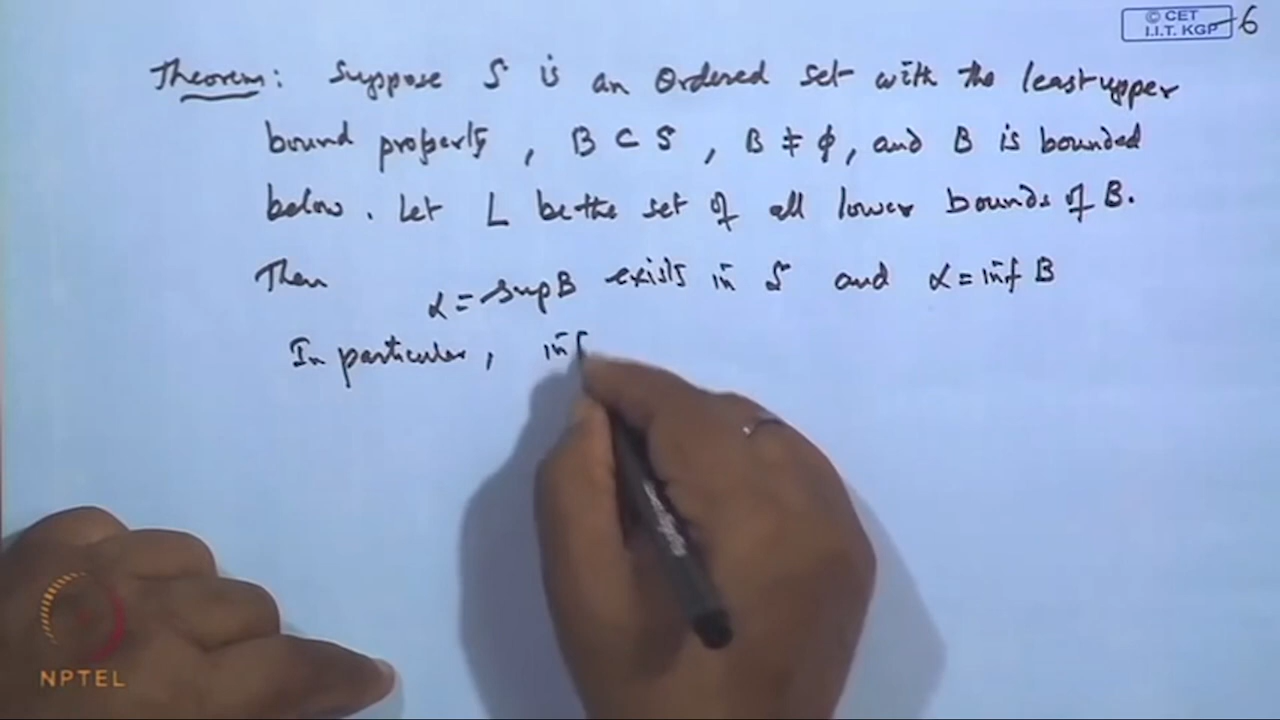 © CET
I.I.T. KGP
-6
Theorem: Suppose S is an Ordered set with the least upper
bound property, B ⊂ S, B ≠ φ, and B is bounded
below. Let L be the set of all lower bounds of B.
Then α = Sup B exists in S and α = inf B
In particular, inf
NPTEL